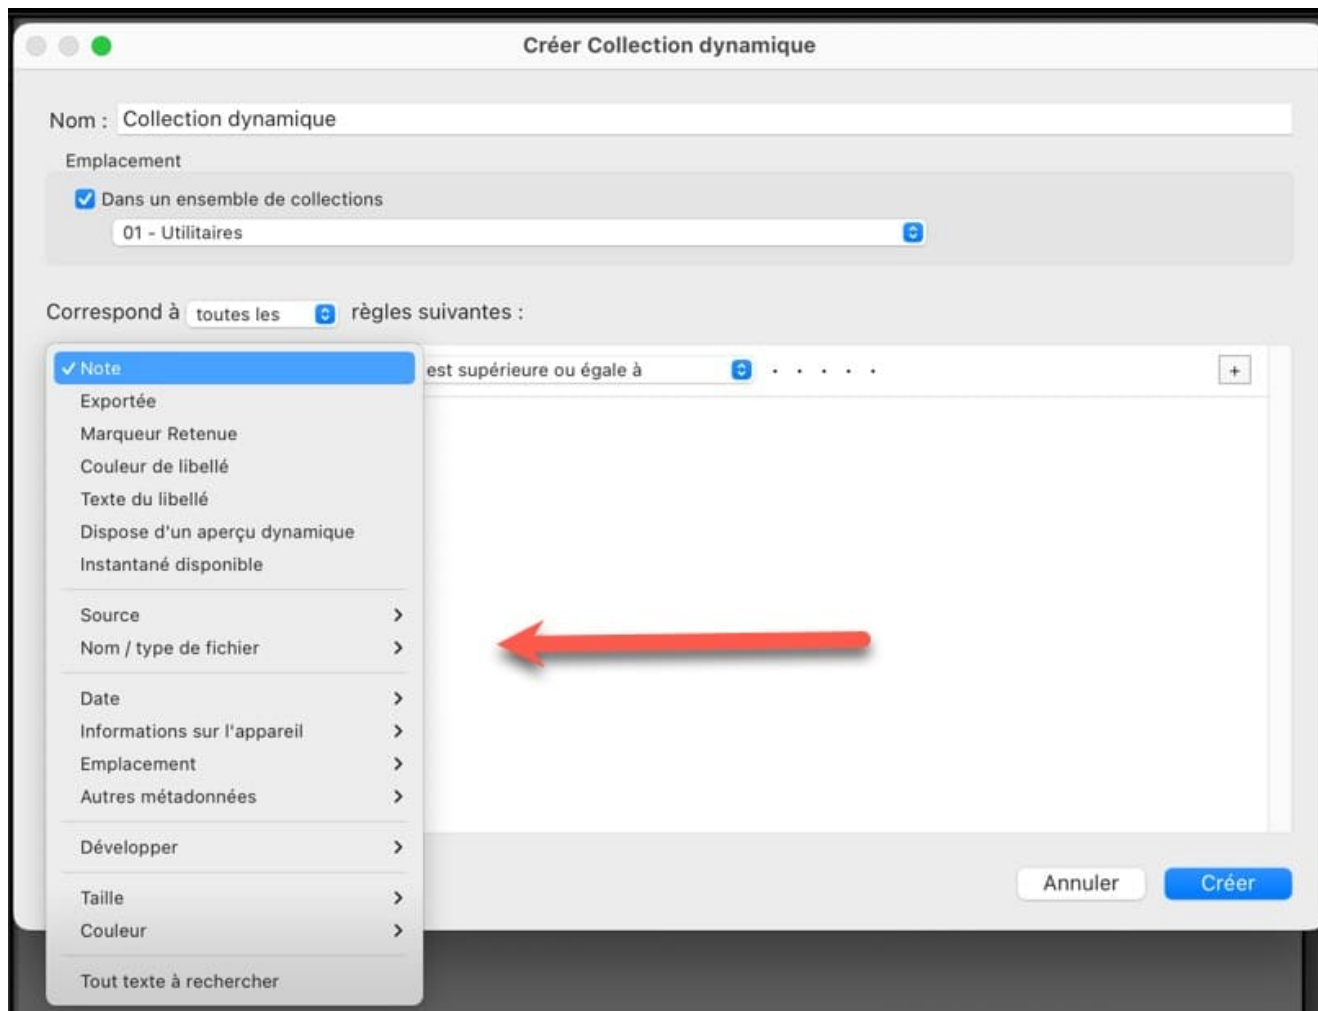 Créer Collection dynamique
Nom : Collection dynamique
Emplacement
Dans un ensemble de collections
01 - Utilitaires
Correspond à toutes les règles suivantes :
✓ Note est supérieure ou égale à · · · · · +
Exportée
Marqueur Retenue
Couleur de libellé
Texte du libellé
Dispose d'un aperçu dynamique
Instantané disponible
Source
Nom / type de fichier
Date
Informations sur l'appareil
Emplacement
Autres métadonnées
Développer
Taille
Couleur
Tout texte à rechercher
Annuler Créer